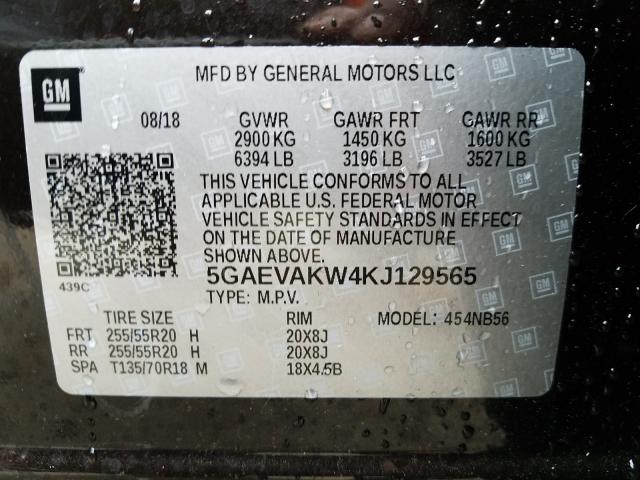 GM
MFD BY GENERAL MOTORS LLC
08/18 GVWR GAWR FRT GAWR RR
2900 KG 1450 KG 1600 KG
6394 LB 3196 LB 3527 LB
THIS VEHICLE CONFORMS TO ALL
APPLICABLE U.S. FEDERAL MOTOR
VEHICLE SAFETY STANDARDS IN EFFECT
ON THE DATE OF MANUFACTURE
SHOWN ABOVE.
439C
5GAEVAKW4KJ129565
TYPE: M.P.V.
TIRE SIZE RIM MODEL: 454NB56
FRT 255/55R20 H 20X8J
RR 255/55R20 H 20X8J
SPA T135/70R18 M 18X4.5B